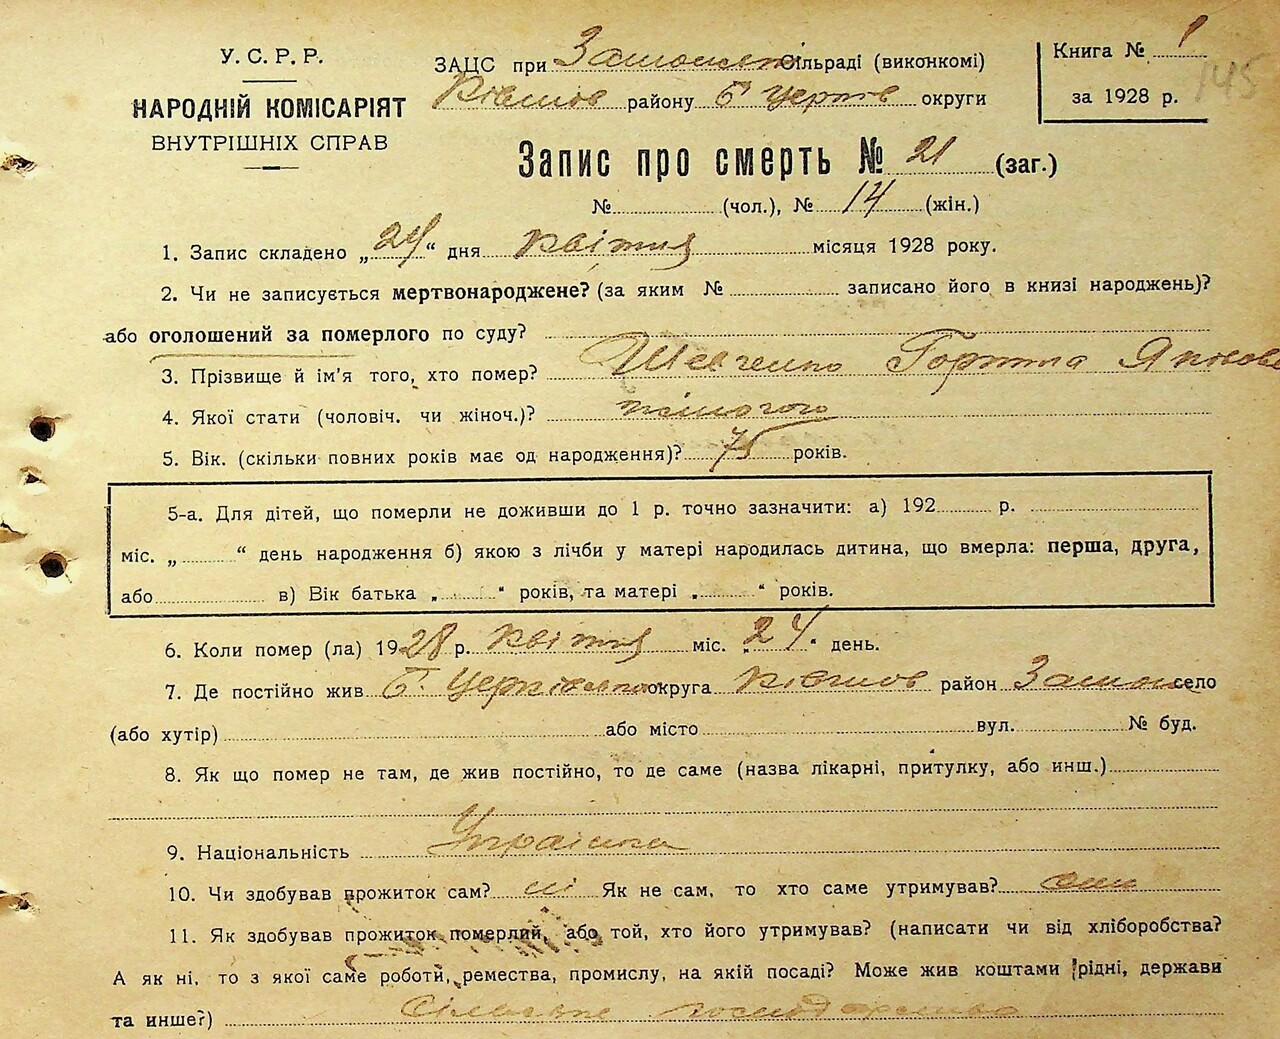 У. С. Р. Р.
НАРОДНІЙ КОМІСАРІЯТ
ВНУТРІШНІХ СПРАВ
ЗАЦС при сільраді (виконкомі)
району Б Церків округи
Книга № 1
за 1928 р.
145
Запис про смерть № 21 (заг.)
№ (чол.), № 14 (жін.)
1. Запис складено „24“ дня квітня місяця 1928 року.
2. Чи не записується мертвонароджене? (за яким № записано його в книзі народжень)?
або оголошений за померлого по суду?
3. Прізвище й ім'я того, хто помер? Шевченко
4. Якої стати (чоловіч. чи жіноч.)? жіночого
5. Вік. (скільки повних років має од народження)? 75 років.
5-а. Для дітей, що померли не доживши до 1 р. точно зазначити: а) 192 р.
міс. „ “ день народження б) якою з лічби у матері народилась дитина, що вмерла: перша, друга,
або в) Вік батька „ “ років, та матері „ “ років.
6. Коли помер (ла) 1928 р. квітня міс. „24“ день.
7. Де постійно жив Б. округа район село
(або хутір) або місто вул. № буд.
8. Як що помер не там, де жив постійно, то де саме (назва лікарні, притулку, або инш.)
9. Національність Українка
10. Чи здобував прожиток сам? ні Як не сам, то хто саме утримував? син
11. Як здобував прожиток померлий, або той, хто його утримував? (написати чи від хліборобства?
А як ні, то з якої саме роботи, ремества, промислу, на якій посаді? Може жив коштами рідні, держави
та инше?) Сільське господарство